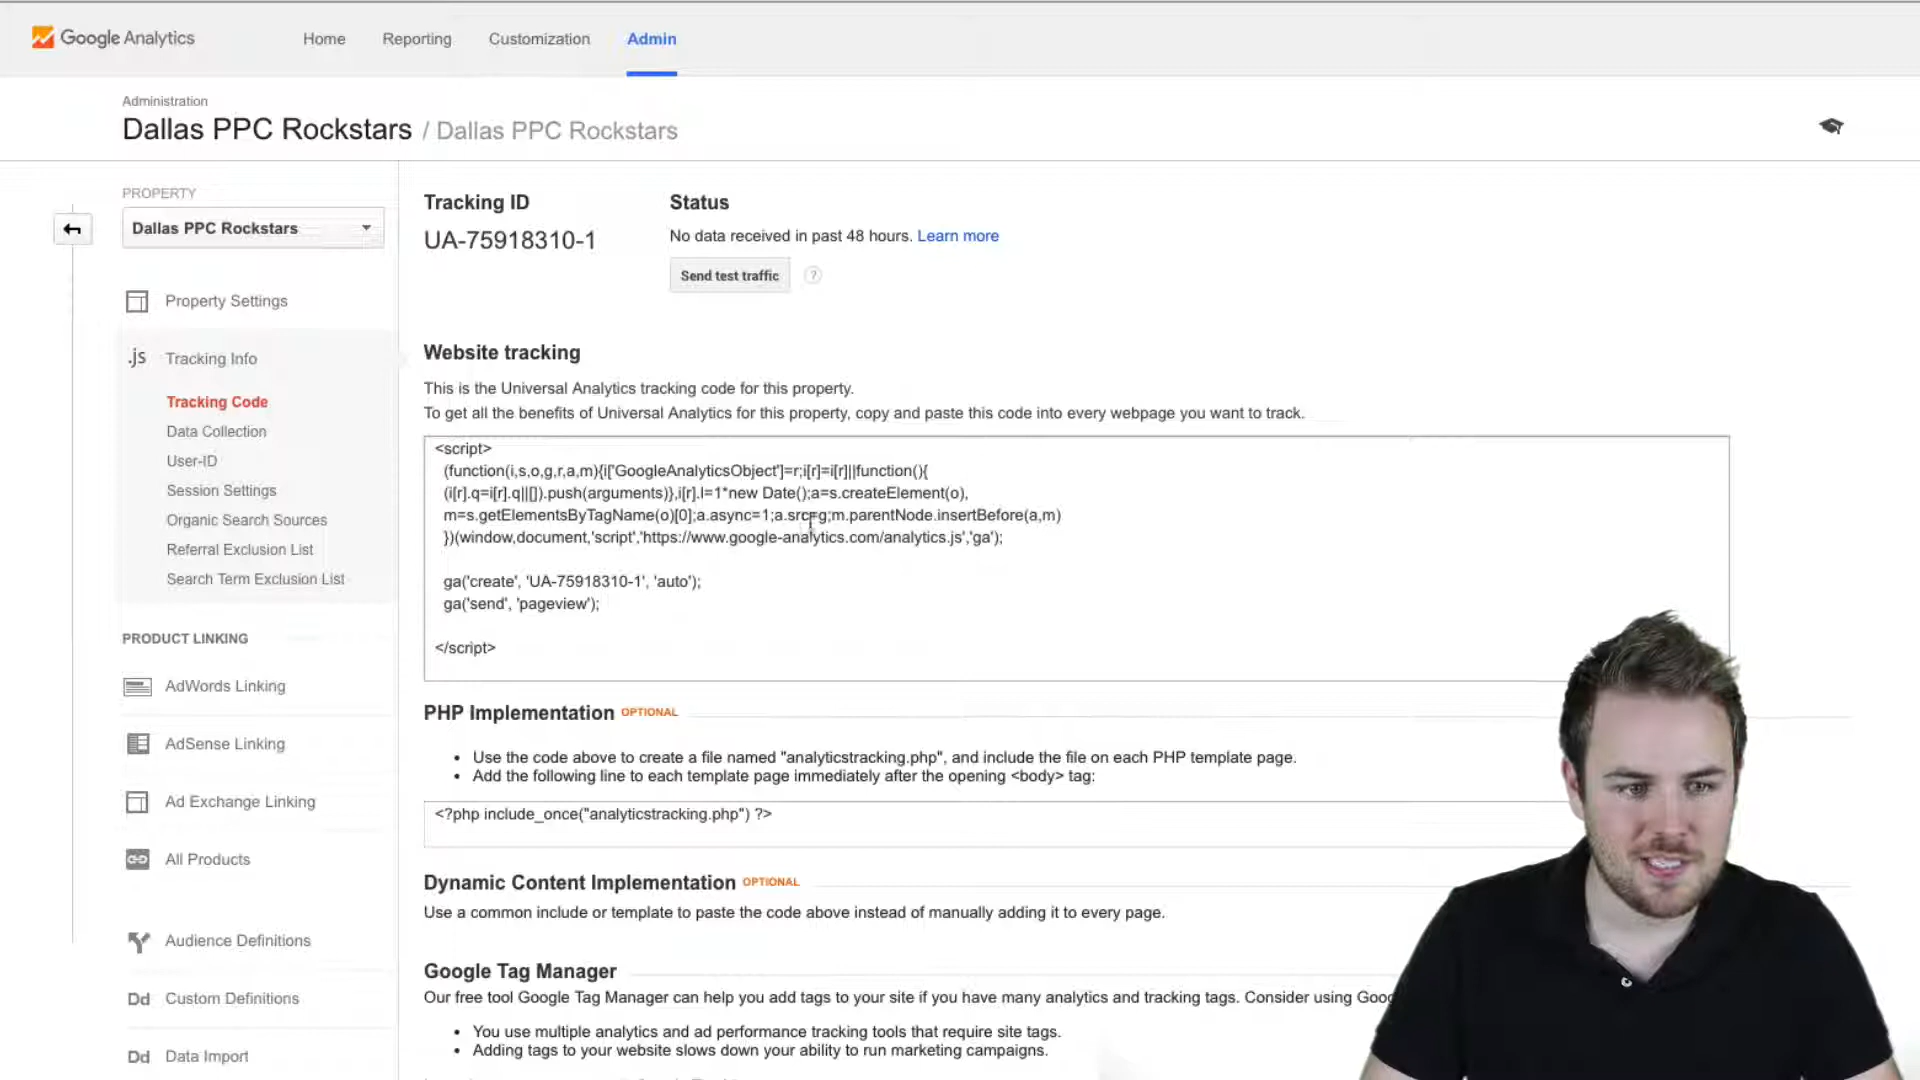 Google Analytics
Home
Reporting
Customization
Admin
Administration
Dallas PPC Rockstars / Dallas PPC Rockstars
PROPERTY
Dallas PPC Rockstars
Property Settings
.js Tracking Info
Tracking Code
Data Collection
User-ID
Session Settings
Organic Search Sources
Referral Exclusion List
Search Term Exclusion List
PRODUCT LINKING
AdWords Linking
AdSense Linking
Ad Exchange Linking
All Products
Audience Definitions
Dd Custom Definitions
Dd Data Import
Tracking ID
UA-75918310-1
Status
No data received in past 48 hours. Learn more
Send test traffic ?
Website tracking
This is the Universal Analytics tracking code for this property.
To get all the benefits of Universal Analytics for this property, copy and paste this code into every webpage you want to track.
<script>
(function(i,s,o,g,r,a,m){i['GoogleAnalyticsObject']=r;i[r]=i[r]||function(){
(i[r].q=i[r].q||[]).push(arguments)},i[r].l=1*new Date();a=s.createElement(o),
m=s.getElementsByTagName(o)[0];a.async=1;a.src=g;m.parentNode.insertBefore(a,m)
})(window,document,'script','https://www.google-analytics.com/analytics.js','ga');
ga('create', 'UA-75918310-1', 'auto');
ga('send', 'pageview');
</script>
PHP Implementation OPTIONAL
• Use the code above to create a file named "analyticstracking.php", and include the file on each PHP template page.
• Add the following line to each template page immediately after the opening <body> tag:
<?php include_once("analyticstracking.php") ?>
Dynamic Content Implementation OPTIONAL
Use a common include or template to paste the code above instead of manually adding it to every page.
Google Tag Manager
Our free tool Google Tag Manager can help you add tags to your site if you have many analytics and tracking tags. Consider using
• You use multiple analytics and ad performance tracking tools that require site tags.
• Adding tags to your website slows down your ability to run marketing campaigns.